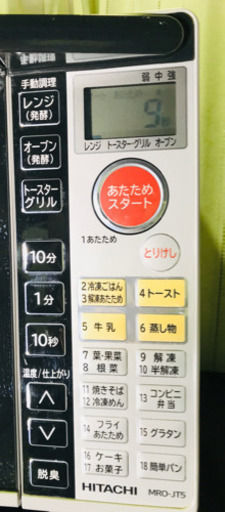 手動調理
レンジ
(発酵)
オーブン
(発酵)
トースター
グリル
10分
1分
10秒
温度/仕上がり
脱臭
弱 中 強
9
レンジ トースター・グリル オーブン
あたため
スタート
1 あたため
とりけし
2 冷凍ごはん
3 解凍あたため
4 トースト
5 牛乳
6 蒸し物
7 葉・果菜
8 根菜
9 解凍
10 半解凍
11 焼きそば
12 冷凍めん
13 コンビニ
弁当
14 フライ
あたため
15 グラタン
16 ケーキ
17 お菓子
18 簡単パン
HITACHI MRO-JT5